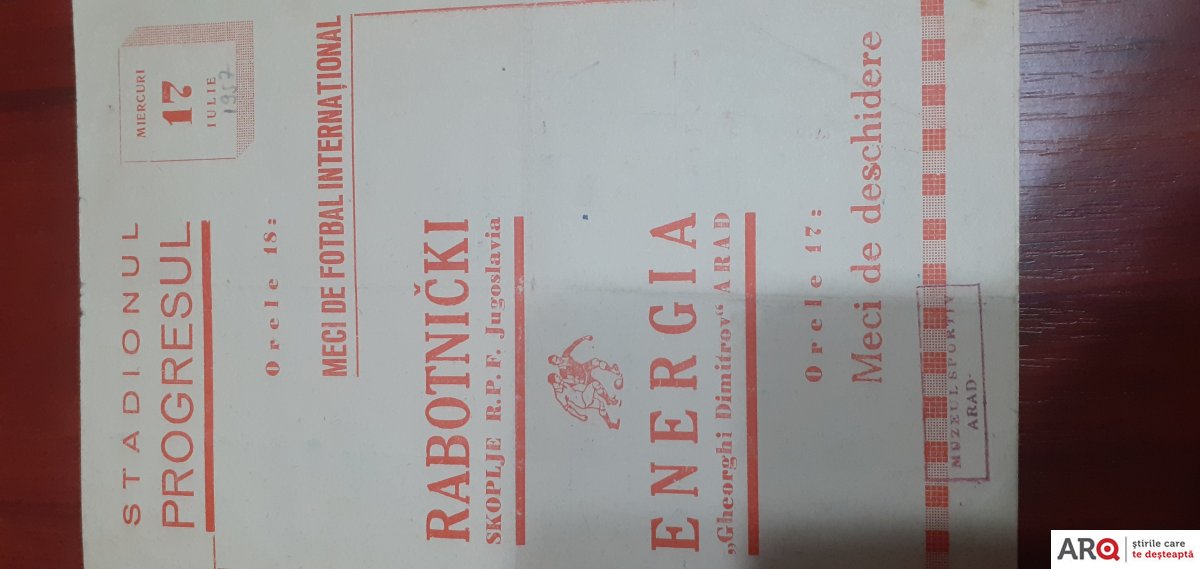 STADIONUL
PROGRESUL
MIERCURI
17
IULIE
1957
Orele 18:
MECI DE FOTBAL INTERNAȚIONAL
RABOTNIČKI
SKOPLJE R.P.F. Jugoslavia
ENERGIA
„Gheorghi Dimitrov“ ARAD
Orele 17:
Meci de deschidere
MUZEUL SPORTIV
ARAD-
ARQ
știrile care
te deșteaptă